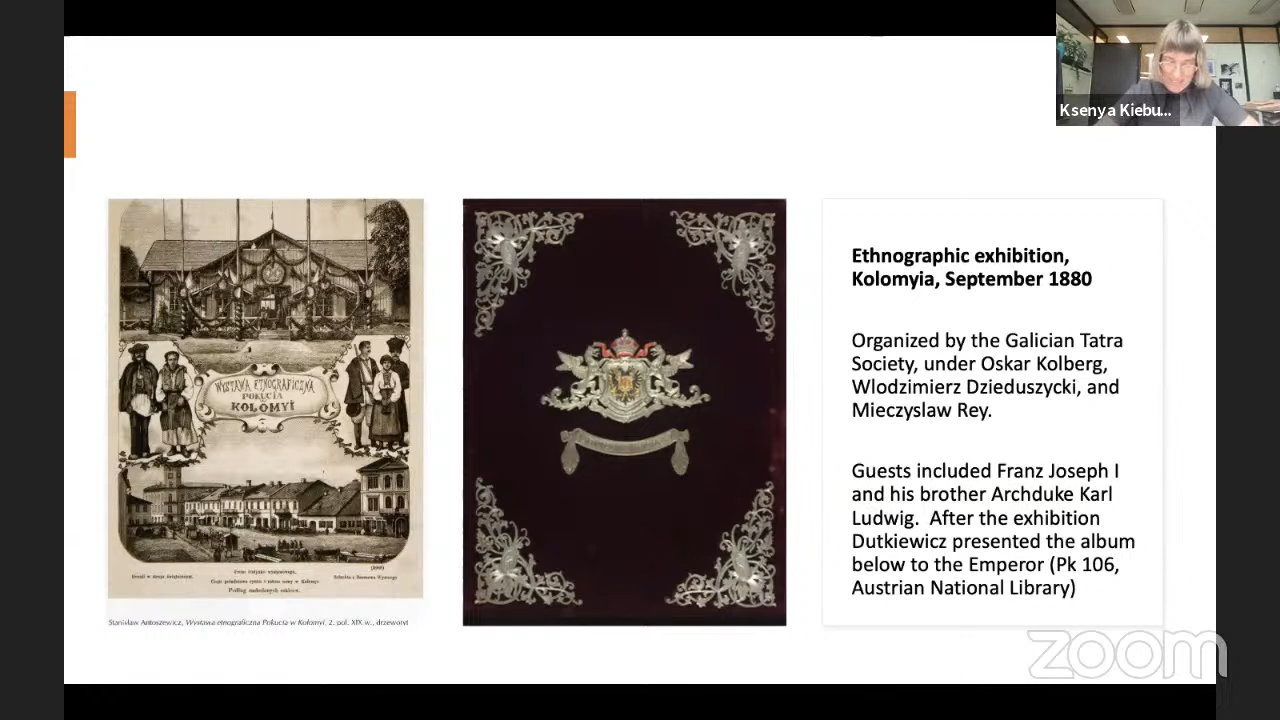 Ksenya Kiebu...
WYSTAWA ETNOGRAFICZNA
POKUCIA
KOŁOMYI
Stanisław Antoszewicz, Wystawa etnograficzna Pokucia w Kołomyi, 2. pol. XIX w., drzeworyt
Ethnographic exhibition,
Kolomyia, September 1880
Organized by the Galician Tatra
Society, under Oskar Kolberg,
Wlodzimierz Dzieduszycki, and
Mieczyslaw Rey.
Guests included Franz Joseph I
and his brother Archduke Karl
Ludwig. After the exhibition
Dutkiewicz presented the album
below to the Emperor (Pk 106,
Austrian National Library)
zoom